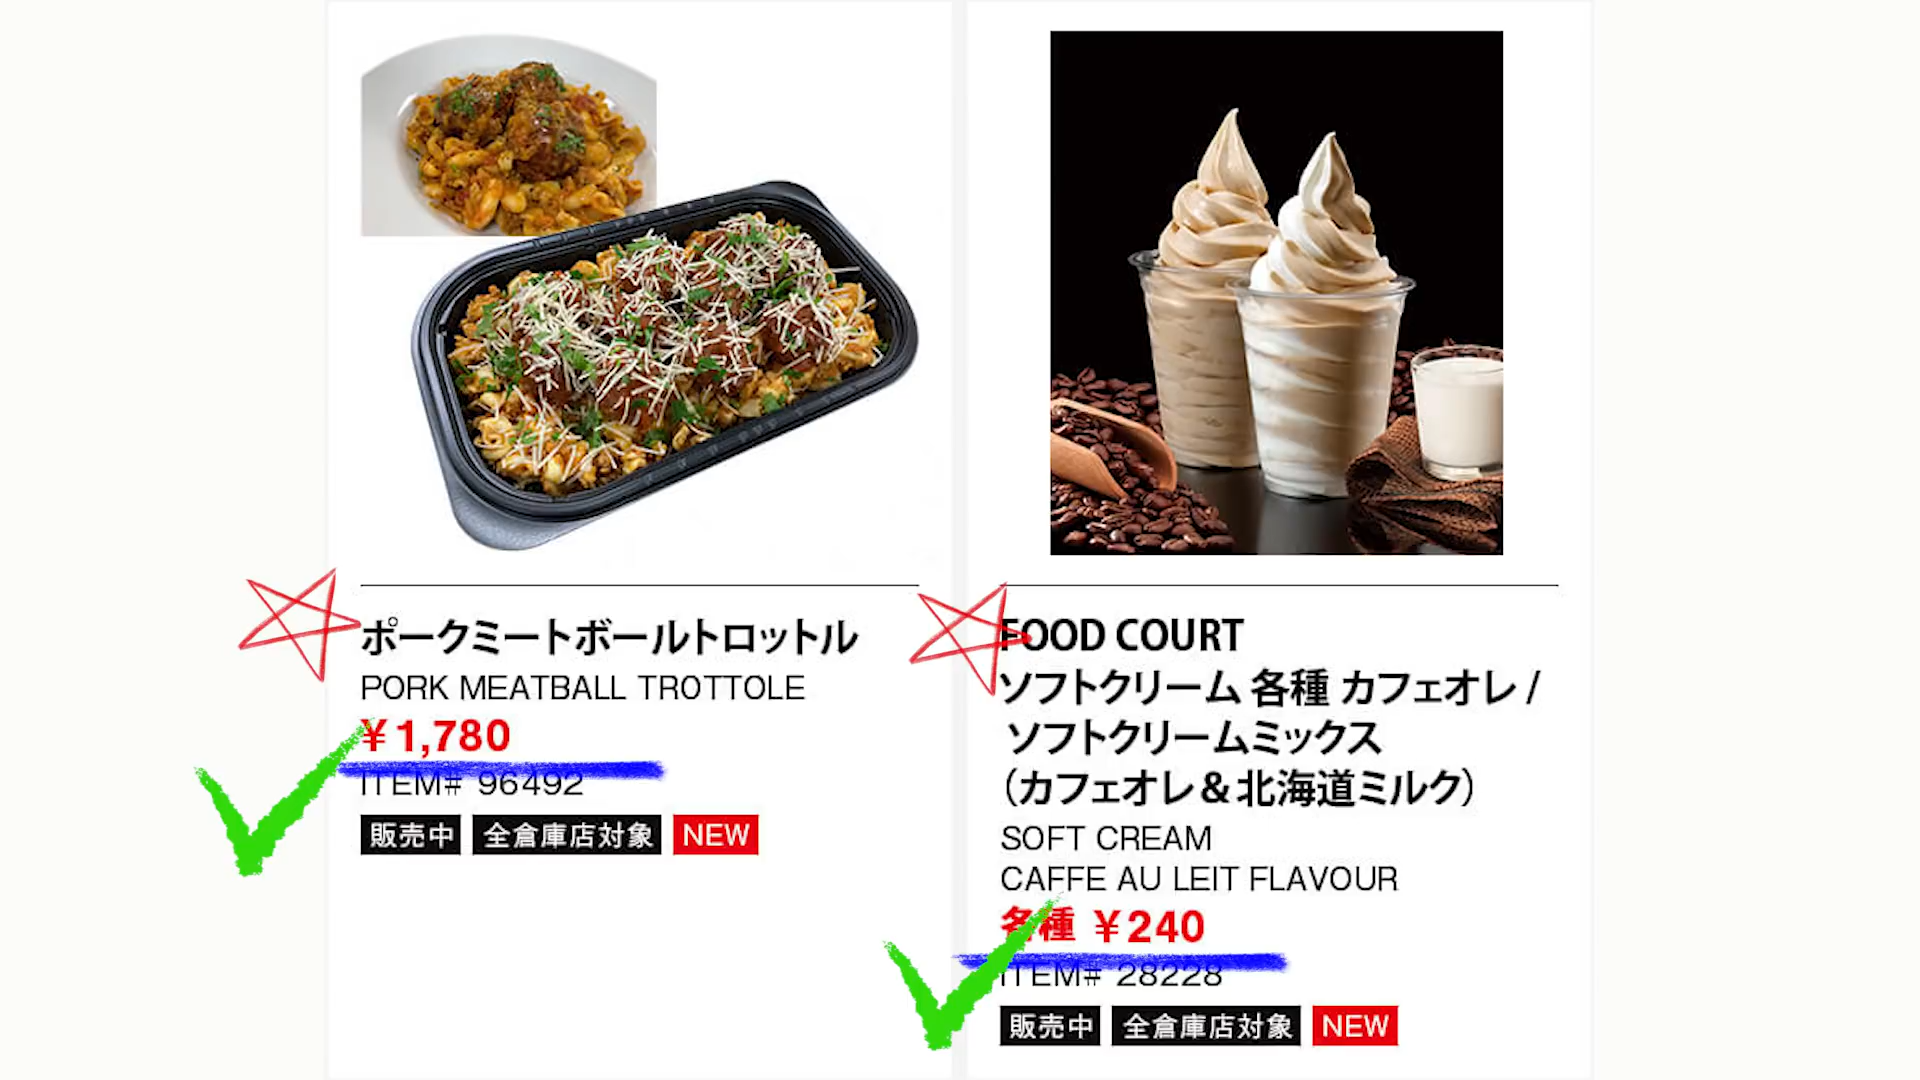 ポークミートボールトロットル
PORK MEATBALL TROTTOLE
￥1,780
ITEM# 96492
販売中 全倉庫店対象 NEW
FOOD COURT
ソフトクリーム 各種 カフェオレ /
ソフトクリームミックス
（カフェオレ＆北海道ミルク）
SOFT CREAM
CAFFE AU LEIT FLAVOUR
各種 ￥240
ITEM# 28228
販売中 全倉庫店対象 NEW